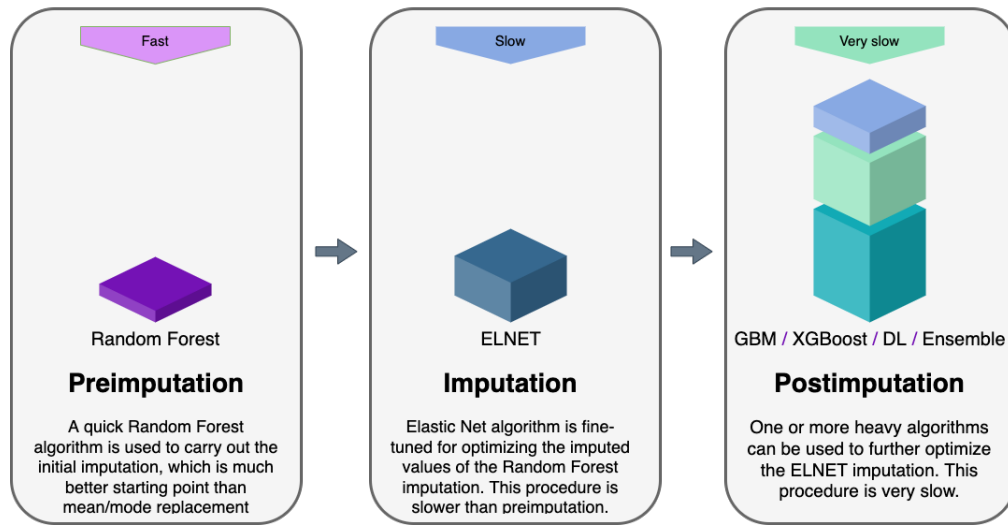 Fast
Random Forest
Preimputation
A quick Random Forest
algorithm is used to carry out the
initial imputation, which is much
better starting point than
mean/mode replacement
Slow
ELNET
Imputation
Elastic Net algorithm is fine-
tuned for optimizing the imputed
values of the Random Forest
imputation. This procedure is
slower than preimputation.
Very slow
GBM / XGBoost / DL / Ensemble
Postimputation
One or more heavy algorithms
can be used to further optimize
the ELNET imputation. This
procedure is very slow.